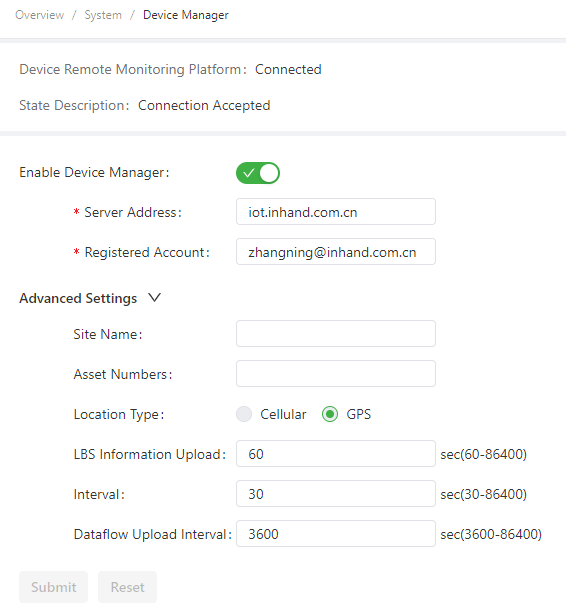 Overview / System / Device Manager
Device Remote Monitoring Platform: Connected
State Description: Connection Accepted
Enable Device Manager:
* Server Address: iot.inhand.com.cn
* Registered Account: zhangning@inhand.com.cn
Advanced Settings
Site Name:
Asset Numbers:
Location Type: Cellular GPS
LBS Information Upload: 60 sec(60-86400)
Interval: 30 sec(30-86400)
Dataflow Upload Interval: 3600 sec(3600-86400)
Submit Reset